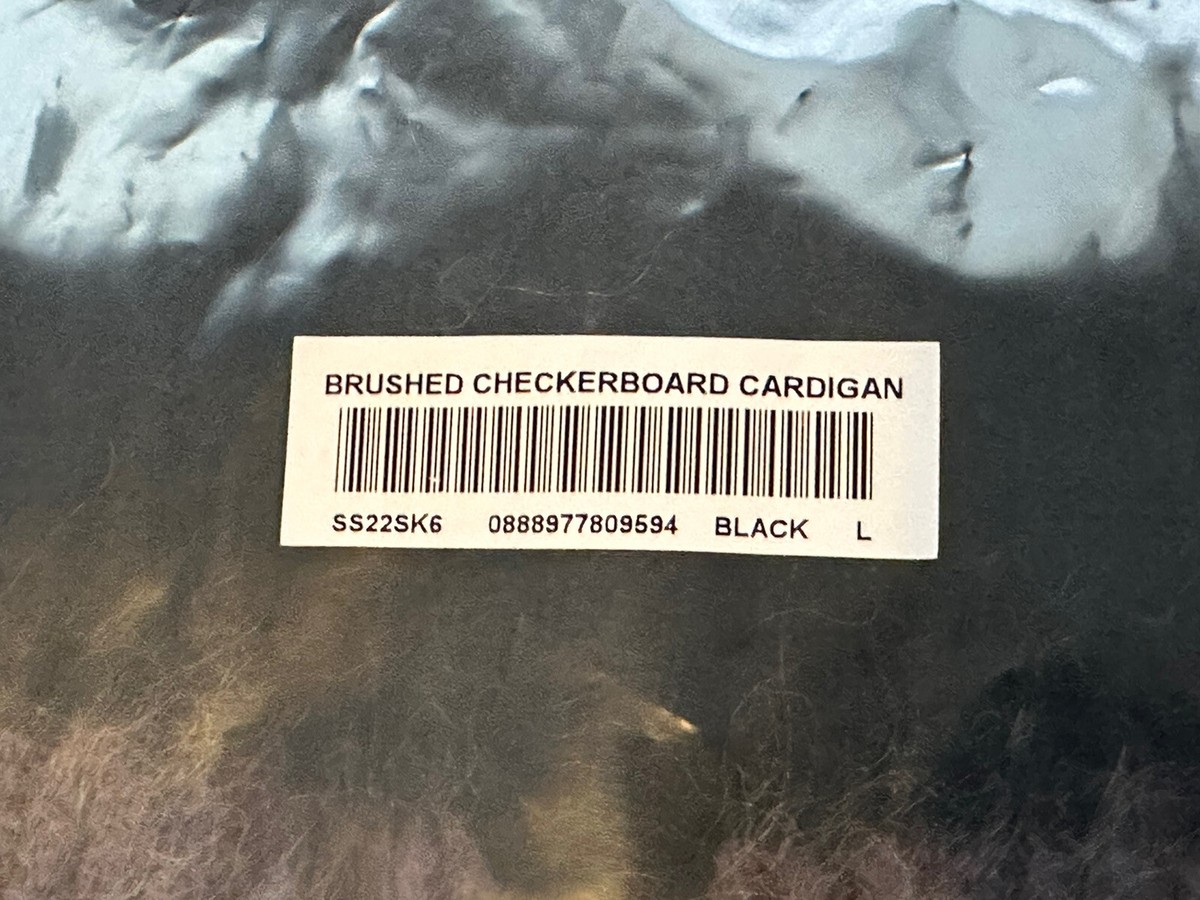 BRUSHED CHECKERBOARD CARDIGAN
SS22SK6 0888977809594 BLACK L